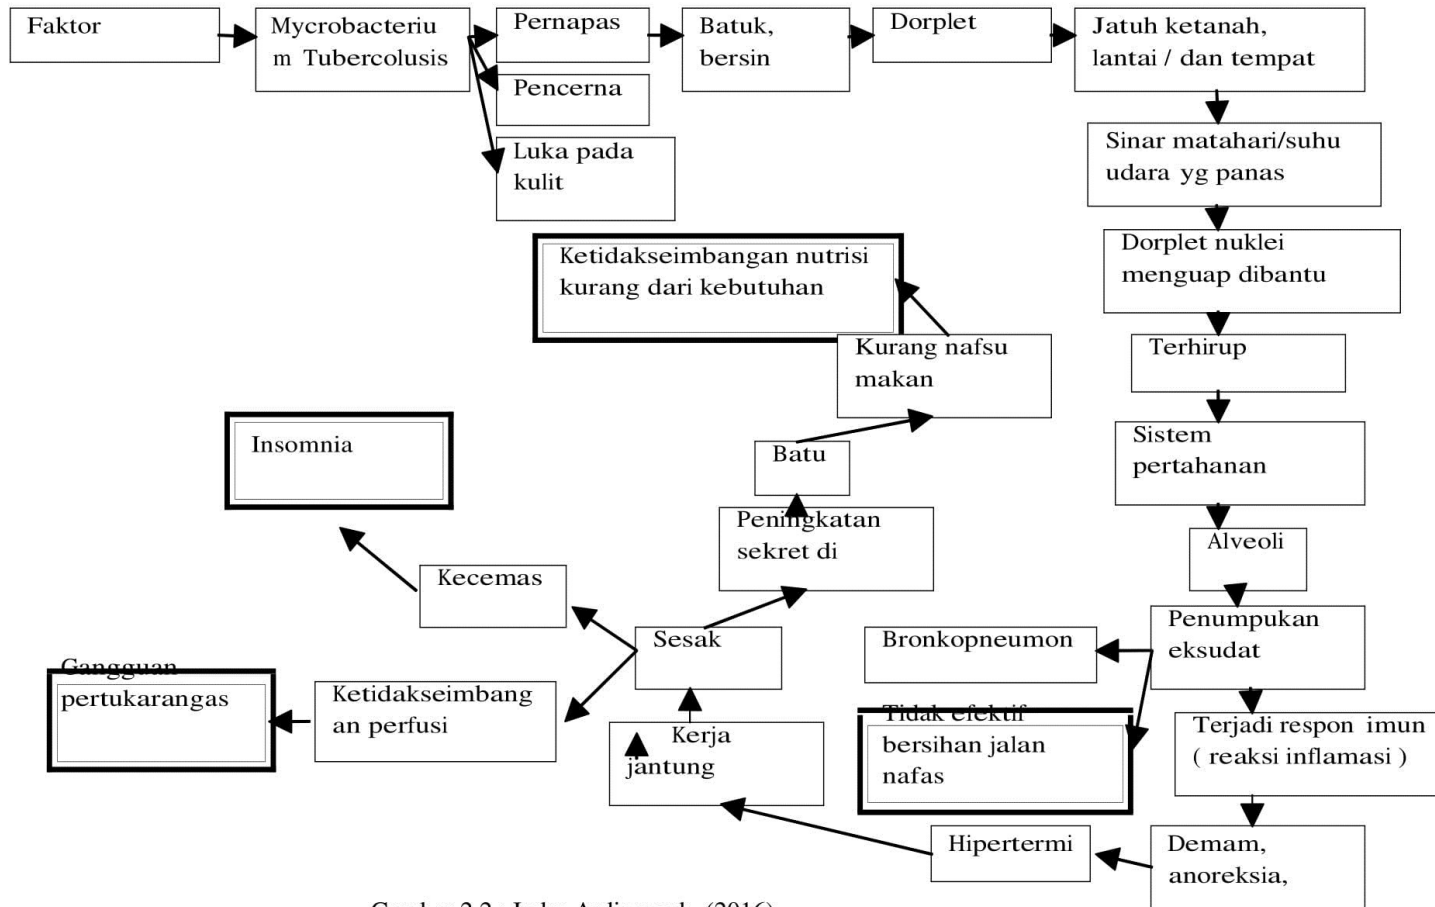 Faktor
Mycrobacteriu
m Tubercolusis
Pernapas
Pencerna
Luka pada
kulit
Batuk,
bersin
Dorplet
Jatuh ketanah,
lantai / dan tempat
Sinar matahari/suhu
udara yg panas
Dorplet nuklei
menguap dibantu
Terhirup
Sistem
pertahanan
Alveoli
Penumpukan
eksudat
Bronkopneumon
Tidak efektif
bersihan jalan
nafas
Terjadi respon imun
( reaksi inflamasi )
Demam,
anoreksia,
Hipertermi
Kerja
jantung
Sesak
Peningkatan
sekret di
Batu
Kurang nafsu
makan
Ketidakseimbangan nutrisi
kurang dari kebutuhan
Kecemas
Insomnia
Ketidakseimbang
an perfusi
Gangguan
pertukarangas
(2016)